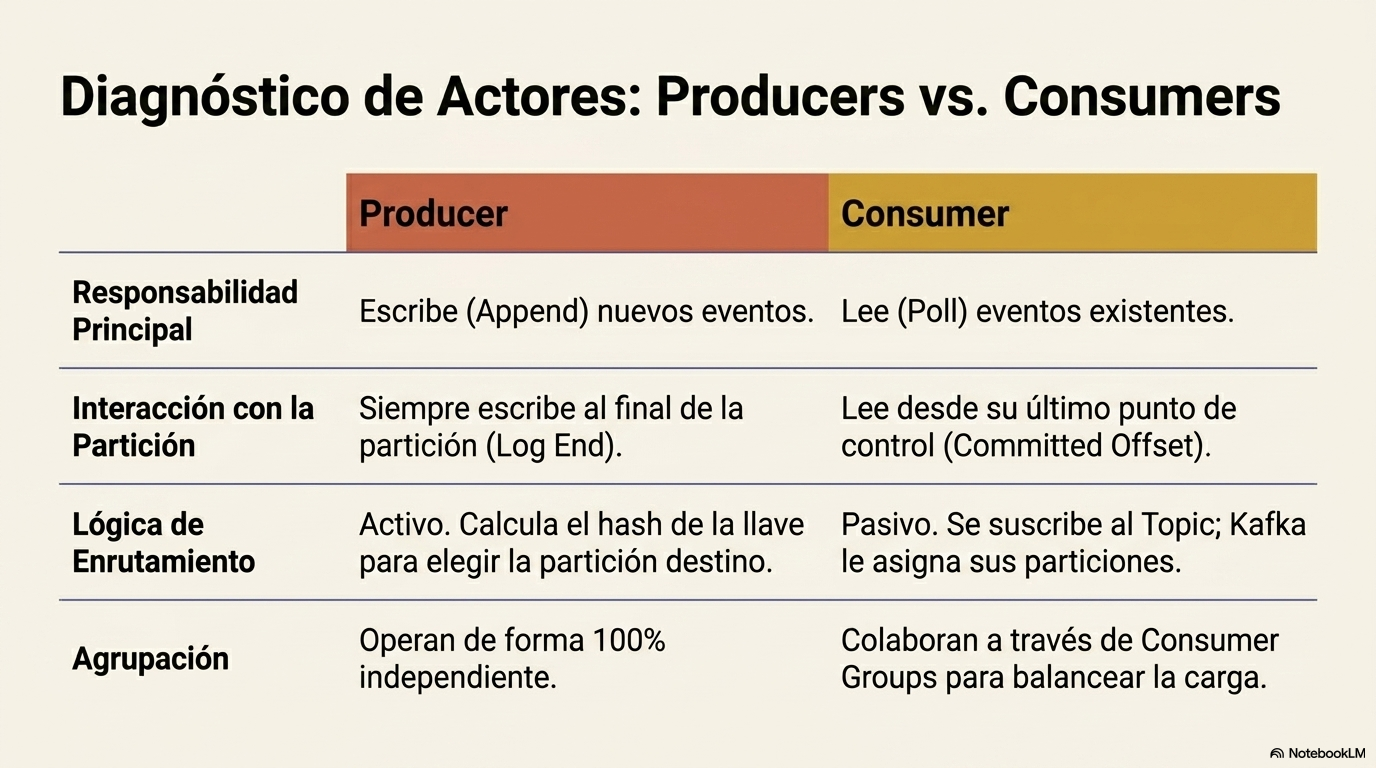 Diagnóstico de Actores: Producers vs. Consumers
Producer
Consumer
Responsabilidad
Principal
Escribe (Append) nuevos eventos.
Lee (Poll) eventos existentes.
Interacción con la
Partición
Siempre escribe al final de la
partición (Log End).
Lee desde su último punto de
control (Committed Offset).
Lógica de
Enrutamiento
Activo. Calcula el hash de la llave
para elegir la partición destino.
Pasivo. Se suscribe al Topic; Kafka
le asigna sus particiones.
Agrupación
Operan de forma 100%
independiente.
Colaboran a través de Consumer
Groups para balancear la carga.
NotebookLM